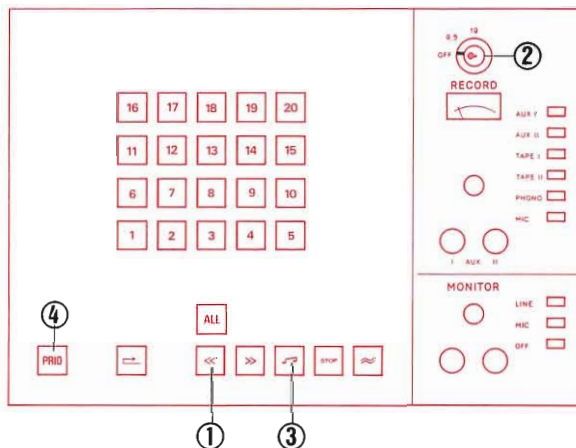 9.5 19
OFF
②
RECORD
16 17 18 19 20
11 12 13 14 15
6 7 8 9 10
1 2 3 4 5
AUX I
AUX II
TAPE I
TAPE II
PHONO
MIC
I AUX II
MONITOR
LINE
MIC
OFF
ALL
④
PRIO
<< >> STOP ≈
① ③